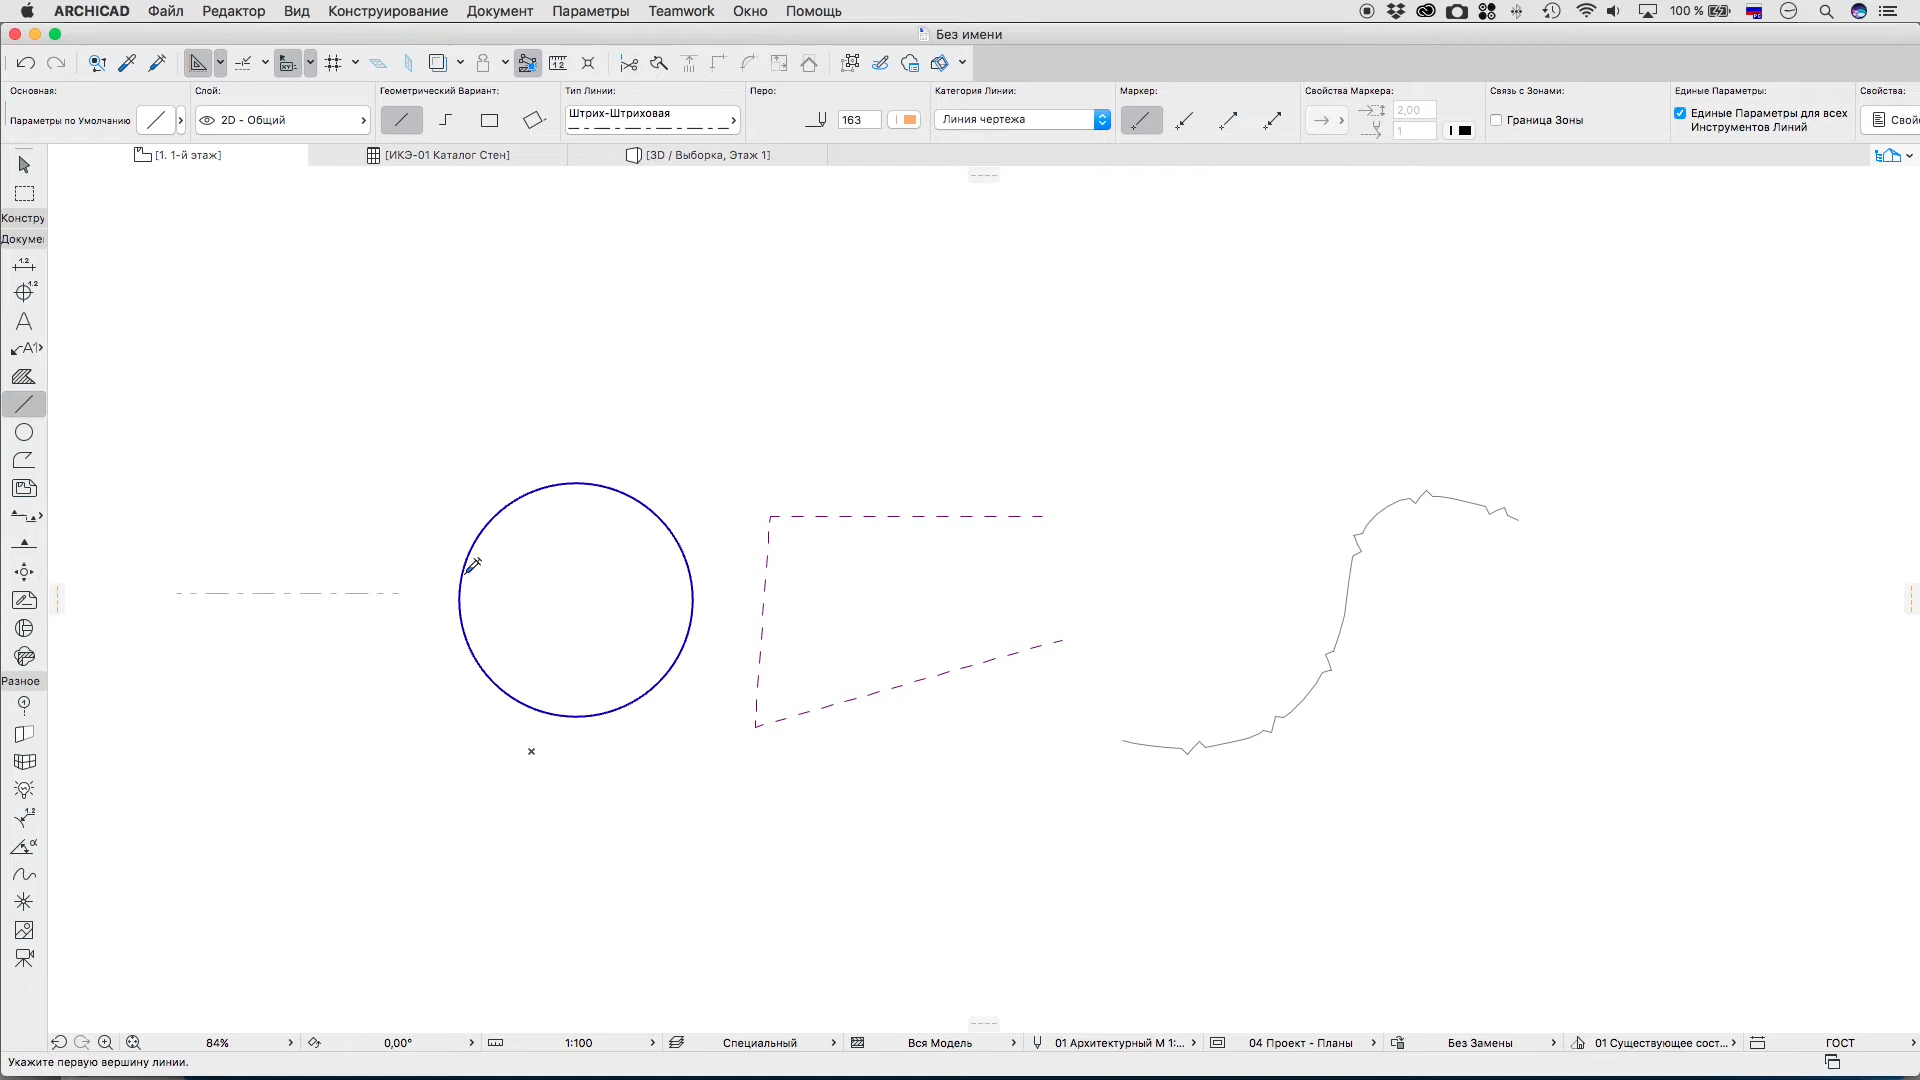 ARCHICAD Файл Редактор Вид Конструирование Документ Параметры Teamwork Окно Помощь 100 %
Без имени
Основная: Слой: Геометрический Вариант: Тип Линии: Перо: Категория Линии: Маркер: Свойства Маркера: Связь с Зонами: Единые Параметры: Свойства:
Параметры по Умолчанию 2D - Общий Штрих-Штриховая 163 Линия чертежа 2,00 1 Граница Зоны Единые Параметры для всех Инструментов Линий Свой
[1. 1-й этаж] [ИКЭ-01 Каталог Стен] [3D / Выборка, Этаж 1]
Констру
Докумен
Разное
84% 0,00° 1:100 Специальный Вся Модель 01 Архитектурный М 1:... 04 Проект - Планы Без Замены 01 Существующее сост... ГОСТ
Укажите первую вершину линии.